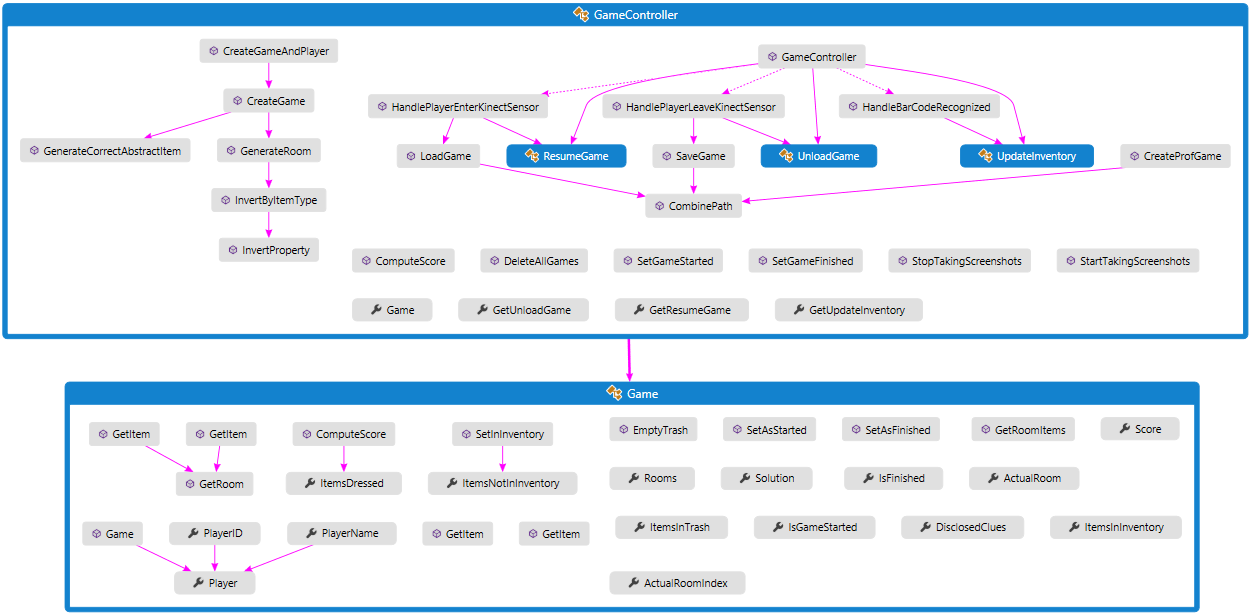 GameController
CreateGameAndPlayer
GameController
CreateGame
HandlePlayerEnterKinectSensor
HandlePlayerLeaveKinectSensor
HandleBarCodeRecognized
GenerateCorrectAbstractItem
GenerateRoom
LoadGame
ResumeGame
SaveGame
UnloadGame
UpdateInventory
CreateProfGame
InvertByItemType
CombinePath
InvertProperty
ComputeScore
DeleteAllGames
SetGameStarted
SetGameFinished
StopTakingScreenshots
StartTakingScreenshots
Game
GetUnloadGame
GetResumeGame
GetUpdateInventory
Game
GetItem
GetItem
ComputeScore
SetInInventory
EmptyTrash
SetAsStarted
SetAsFinished
GetRoomItems
Score
GetRoom
ItemsDressed
ItemsNotInInventory
Rooms
Solution
IsFinished
ActualRoom
Game
PlayerID
PlayerName
GetItem
GetItem
ItemsInTrash
IsGameStarted
DisclosedClues
ItemsInInventory
Player
ActualRoomIndex